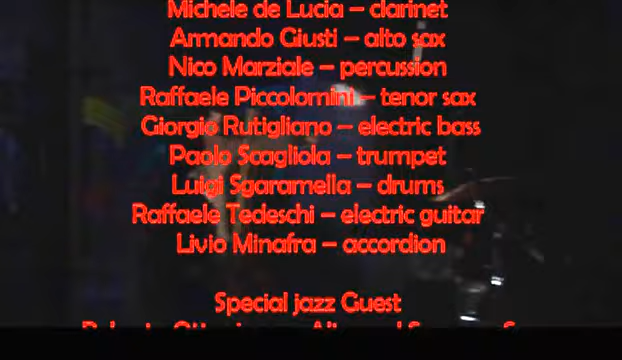 Michele de Lucia – clarinet
Armando Giusti – alto sax
Nico Marziale – percussion
Raffaele Piccolomini – tenor sax
Giorgio Rutigliano – electric bass
Paolo Scagliola – trumpet
Luigi Sgaramella – drums
Raffaele Tedeschi – electric guitar
Livio Minafra – accordion
Special jazz Guest